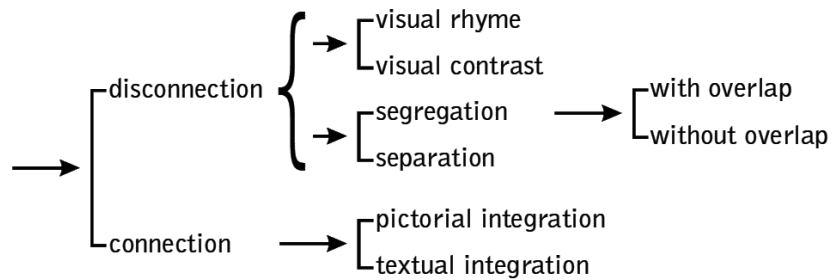 visual rhyme
visual contrast
disconnection
segregation
separation
with overlap
without overlap
connection
pictorial integration
textual integration